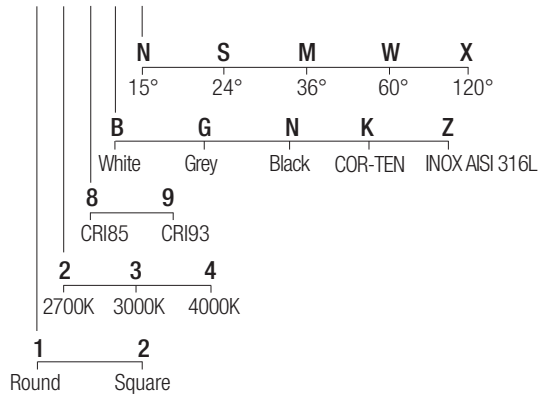 N S M W X
15° 24° 36° 60° 120°
B G N K Z
White Grey Black COR-TEN INOX AISI 316L
8 9
CRI85 CRI93
2 3 4
2700K 3000K 4000K
1 2
Round Square